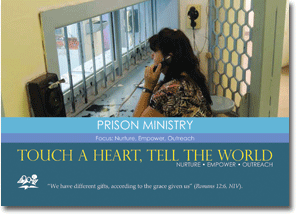 PRISON MINISTRY
Focus: Nurture, Empower, Outreach
TOUCH A HEART, TELL THE WORLD
NURTURE • EMPOWER • OUTREACH
"We have different gifts, according to the grace given us" (Romans 12:6, NIV).